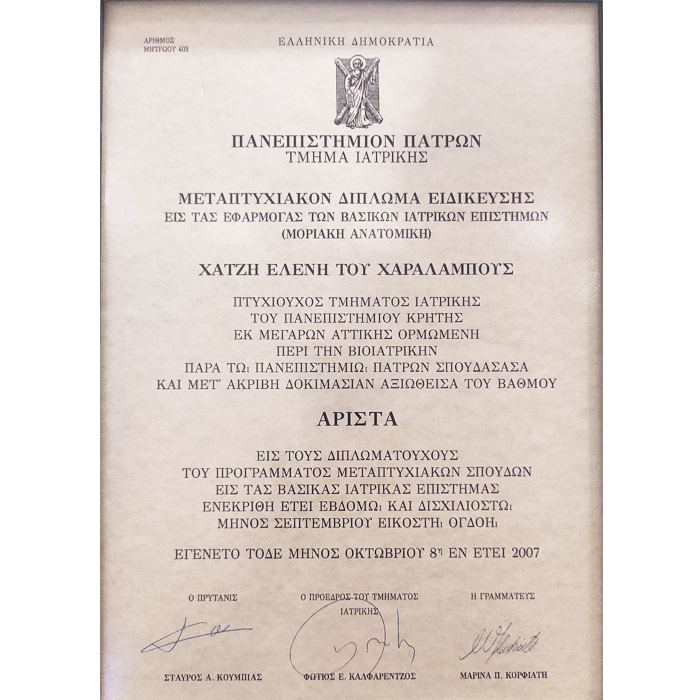 ΑΡΙΘΜΟΣ
ΜΗΤΡΩΟΥ 403
ΕΛΛΗΝΙΚΗ ΔΗΜΟΚΡΑΤΙΑ
ΠΑΝΕΠΙΣΤΗΜΙΟΝ ΠΑΤΡΩΝ
ΤΜΗΜΑ ΙΑΤΡΙΚΗΣ
ΜΕΤΑΠΤΥΧΙΑΚΟΝ ΔΙΠΛΩΜΑ ΕΙΔΙΚΕΥΣΗΣ
ΕΙΣ ΤΑΣ ΕΦΑΡΜΟΓΑΣ ΤΩΝ ΒΑΣΙΚΩΝ ΙΑΤΡΙΚΩΝ ΕΠΙΣΤΗΜΩΝ
(ΜΟΡΙΑΚΗ ΑΝΑΤΟΜΙΚΗ)
ΧΑΤΖΗ ΕΛΕΝΗ ΤΟΥ ΧΑΡΑΛΑΜΠΟΥΣ
ΠΤΥΧΙΟΥΧΟΣ ΤΜΗΜΑΤΟΣ ΙΑΤΡΙΚΗΣ
ΤΟΥ ΠΑΝΕΠΙΣΤΗΜΙΟΥ ΚΡΗΤΗΣ
ΕΚ ΜΕΓΑΡΩΝ ΑΤΤΙΚΗΣ ΟΡΜΩΜΕΝΗ
ΠΕΡΙ ΤΗΝ ΒΙΟΙΑΤΡΙΚΗΝ
ΠΑΡΑ ΤΩι ΠΑΝΕΠΙΣΤΗΜΙΩι ΠΑΤΡΩΝ ΣΠΟΥΔΑΣΑΣΑ
ΚΑΙ ΜΕΤ' ΑΚΡΙΒΗ ΔΟΚΙΜΑΣΙΑΝ ΑΞΙΩΘΕΙΣΑ ΤΟΥ ΒΑΘΜΟΥ
ΑΡΙΣΤΑ
ΕΙΣ ΤΟΥΣ ΔΙΠΛΩΜΑΤΟΥΧΟΥΣ
ΤΟΥ ΠΡΟΓΡΑΜΜΑΤΟΣ ΜΕΤΑΠΤΥΧΙΑΚΩΝ ΣΠΟΥΔΩΝ
ΕΙΣ ΤΑΣ ΒΑΣΙΚΑΣ ΙΑΤΡΙΚΑΣ ΕΠΙΣΤΗΜΑΣ
ΕΝΕΚΡΙΘΗ ΕΤΕΙ ΕΒΔΟΜΩι ΚΑΙ ΔΙΣΧΙΛΙΟΣΤΩι
ΜΗΝΟΣ ΣΕΠΤΕΜΒΡΙΟΥ ΕΙΚΟΣΤΗι ΟΓΔΟΗι
ΕΓΕΝΕΤΟ ΤΟΔΕ ΜΗΝΟΣ ΟΚΤΩΒΡΙΟΥ 8η ΕΝ ΕΤΕΙ 2007
Ο ΠΡΥΤΑΝΙΣ Ο ΠΡΟΕΔΡΟΣ ΤΟΥ ΤΜΗΜΑΤΟΣ Η ΓΡΑΜΜΑΤΕΥΣ
ΙΑΤΡΙΚΗΣ
ΣΤΑΥΡΟΣ Α. ΚΟΥΜΠΙΑΣ ΦΩΤΙΟΣ Ε. ΚΑΛΦΑΡΕΝΤΖΟΣ ΜΑΡΙΝΑ Π. ΚΟΡΦΙΑΤΗ